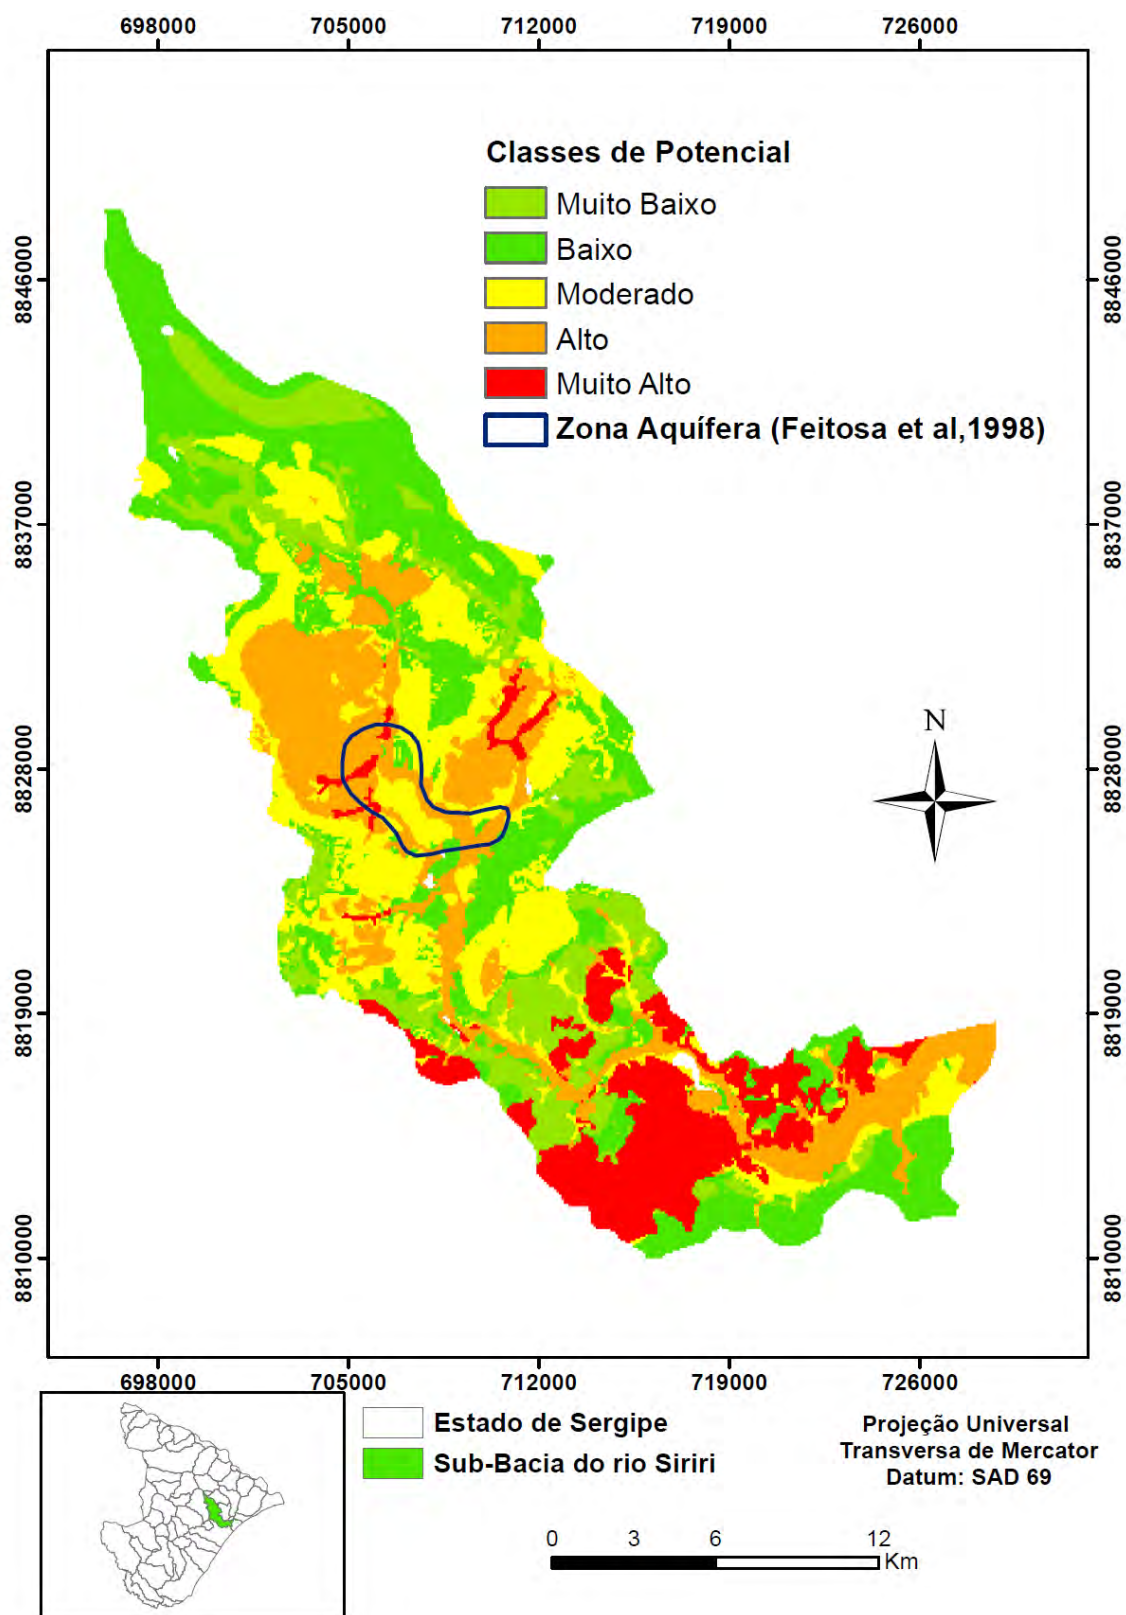 698000 705000 712000 719000 726000
Classes de Potencial
Muito Baixo
Baixo
Moderado
Alto
Muito Alto
Zona Aquífera (Feitosa et al,1998)
8846000 8846000
8837000 8837000
N
8828000 8828000
8819000 8819000
8810000 8810000
698000 705000 712000 719000 726000
Estado de Sergipe
Sub-Bacia do rio Siriri
Projeção Universal
Transversa de Mercator
Datum: SAD 69
0 3 6 12
Km